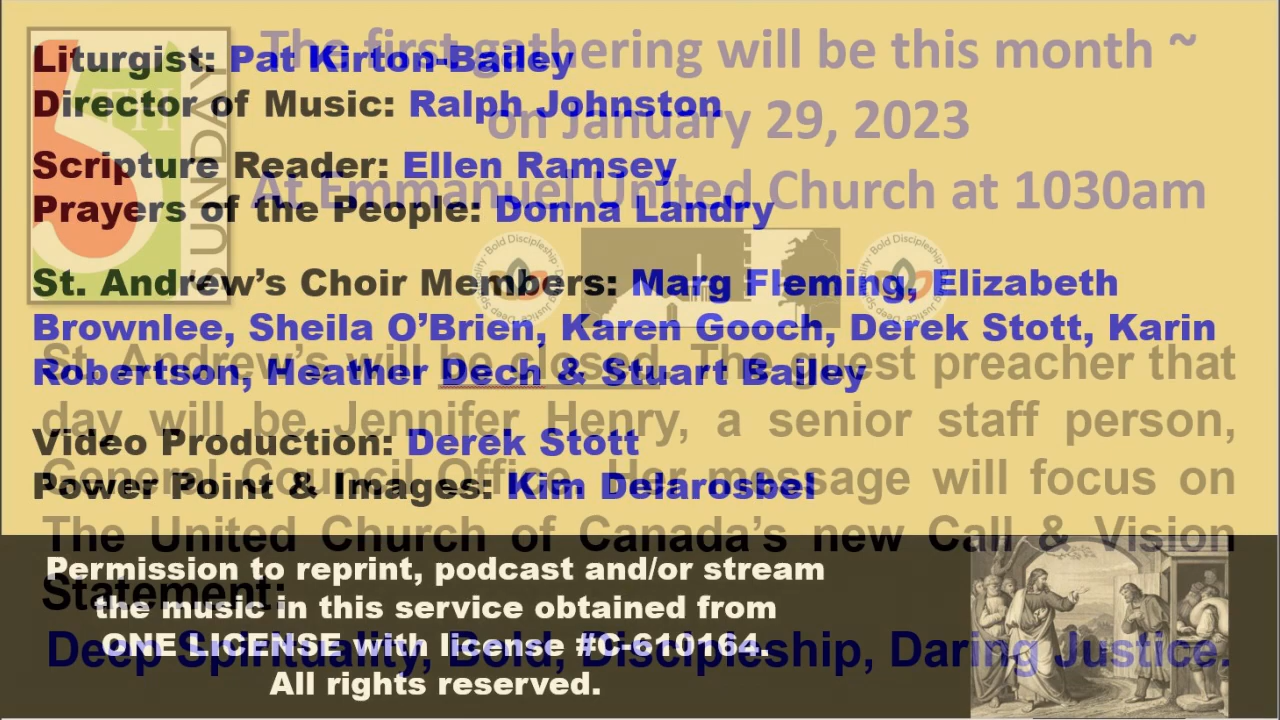 Liturgist: Pat Kirton-Bailey
Director of Music: Ralph Johnston
Scripture Reader: Ellen Ramsey
Prayers of the People: Donna Landry
St. Andrew’s Choir Members: Marg Fleming, Elizabeth
Brownlee, Sheila O’Brien, Karen Gooch, Derek Stott, Karin
Robertson, Heather Dech & Stuart Bailey
Video Production: Derek Stott
Power Point & Images: Kim Delarosbel
Permission to reprint, podcast and/or stream
the music in this service obtained from
ONE LICENSE with license #C-610164.
All rights reserved.
5TH
SUNDAY
The first gathering will be this month ~
on January 29, 2023
At Emmanuel United Church at 1030am
St. Andrew’s will be closed. The guest preacher that
day will be Jennifer Henry, a senior staff person,
General Council Office. Her message will focus on
The United Church of Canada’s new Call & Vision
Statement:
Deep Spirituality, Bold, Discipleship, Daring Justice.